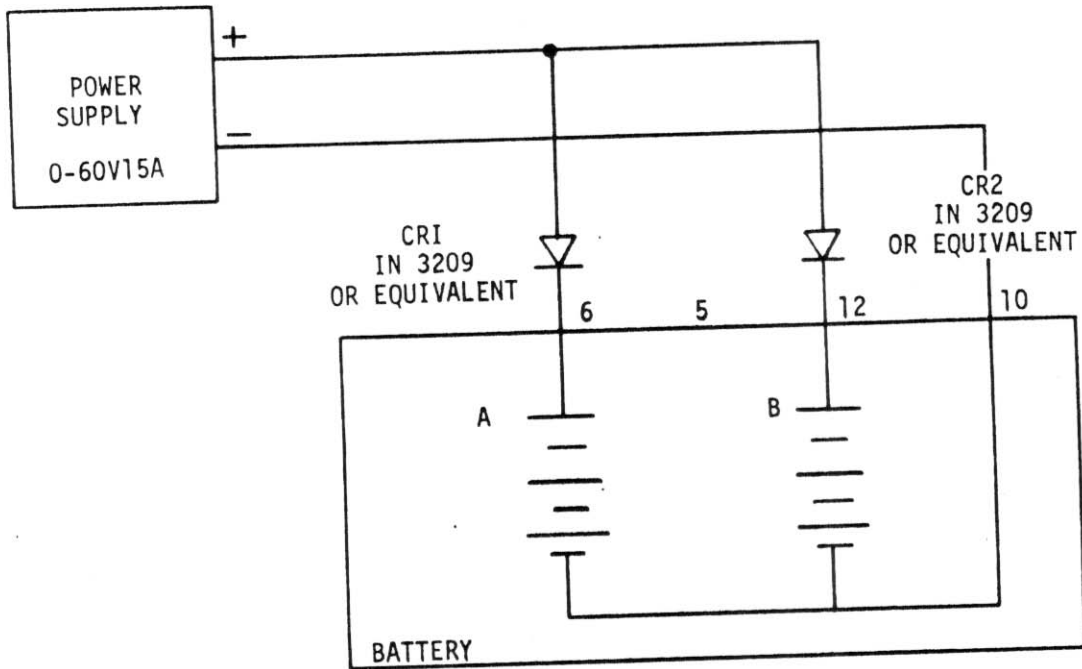 +
POWER
SUPPLY
0-60V15A
—
CR2
IN 3209
OR EQUIVALENT
CRI
IN 3209
OR EQUIVALENT
6
5
12
10
A
B
BATTERY